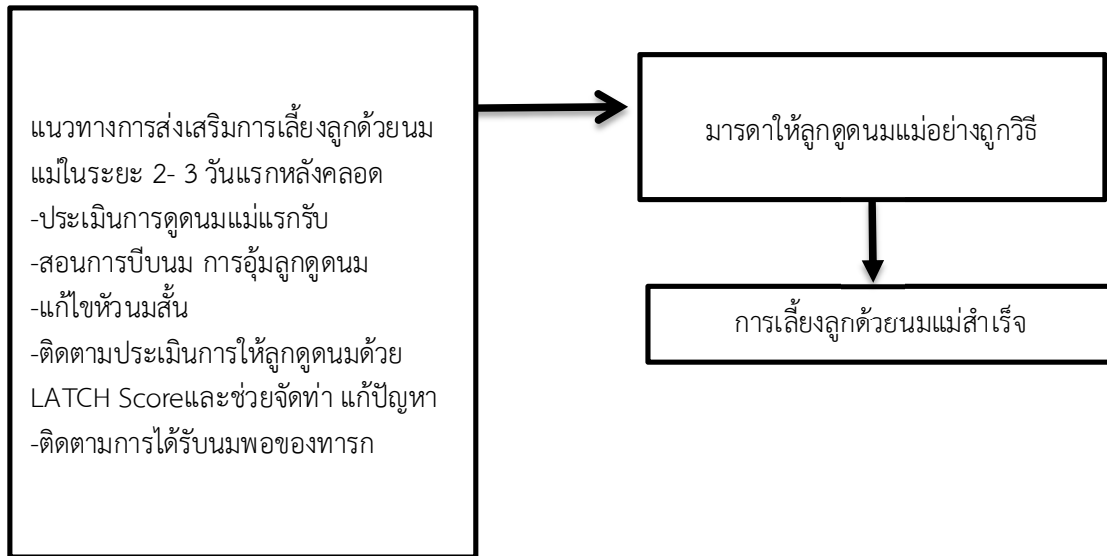 แนวทางการส่งเสริมการเลี้ยงลูกด้วยนม
แม่ในระยะ 2- 3 วันแรกหลังคลอด
-ประเมินการดูดนมแม่แรกรับ
-สอนการบีบนม การอุ้มลูกดูดนม
-แก้ไขหัวนมสั้น
-ติดตามประเมินการให้ลูกดูดนมด้วย
LATCH Scoreและช่วยจัดท่า แก้ปัญหา
-ติดตามการได้รับนมพอของทารก
มารดาให้ลูกดูดนมแม่อย่างถูกวิธี
การเลี้ยงลูกด้วยนมแม่สำเร็จ